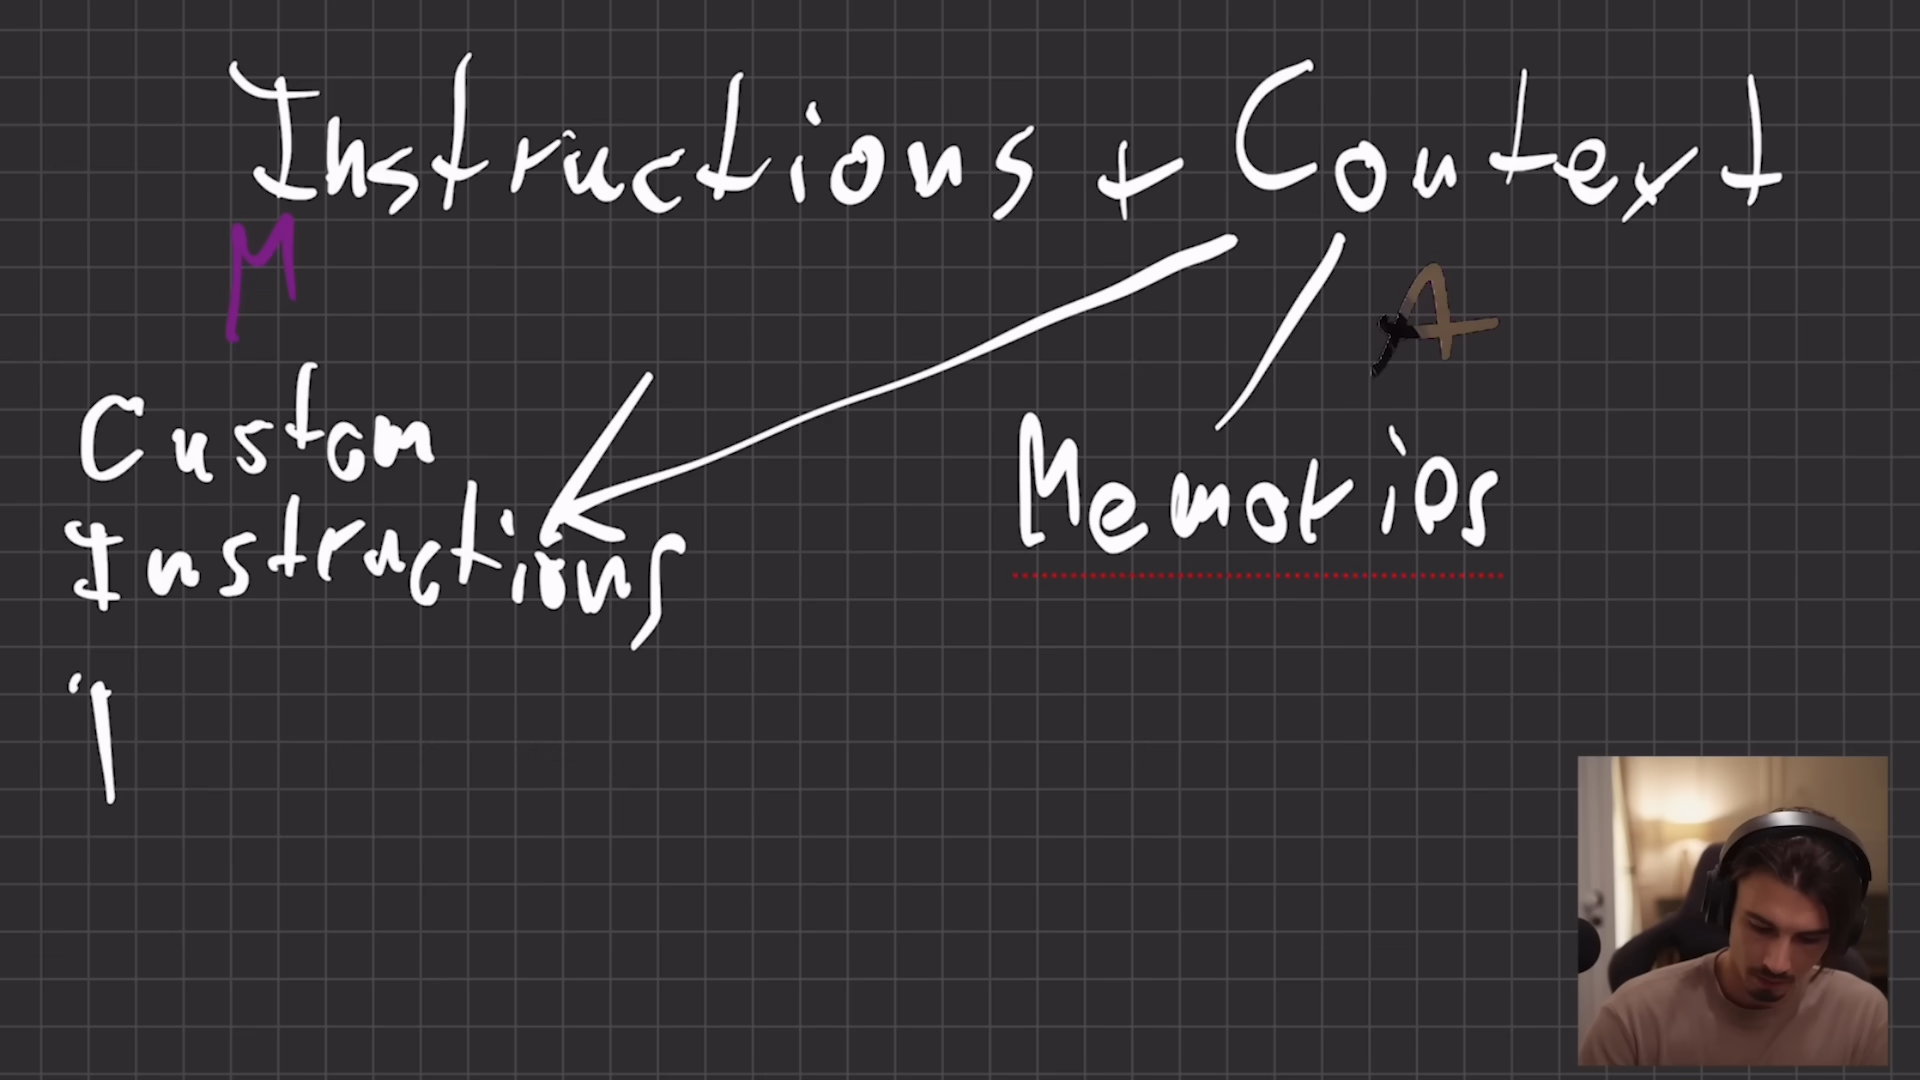 Instructions + Context
M
A
Custom
Instructions
Memories